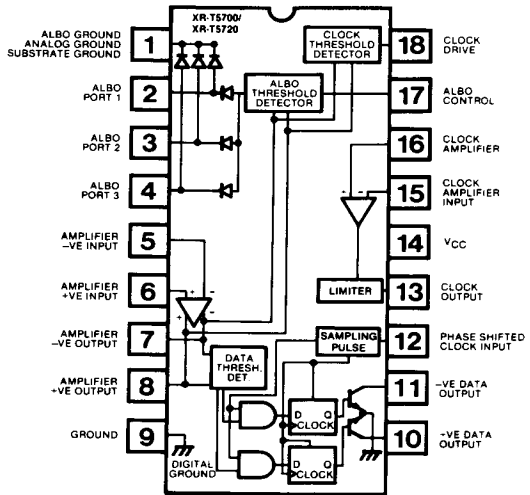 XR-T5700/
XR-T5720
ALBO GROUND
ANALOG GROUND
SUBSTRATE GROUND
1
ALBO
PORT 1
2
ALBO
PORT 2
3
ALBO
PORT 3
4
AMPLIFIER
–VE INPUT
5
AMPLIFIER
+VE INPUT
6
AMPLIFIER
–VE OUTPUT
7
AMPLIFIER
+VE OUTPUT
8
GROUND
9
DIGITAL
GROUND
CLOCK
THRESHOLD
DETECTOR
ALBO
THRESHOLD
DETECTOR
- -
+ -
+ -
LIMITER
SAMPLING
PULSE
DATA
THRESH.
DET.
D Q
CLOCK
D Q
CLOCK
18
CLOCK
DRIVE
17
ALBO
CONTROL
16
CLOCK
AMPLIFIER
15
CLOCK
AMPLIFIER
INPUT
14
VCC
13
CLOCK
OUTPUT
12
PHASE SHIFTED
CLOCK INPUT
11
–VE DATA
OUTPUT
10
+VE DATA
OUTPUT